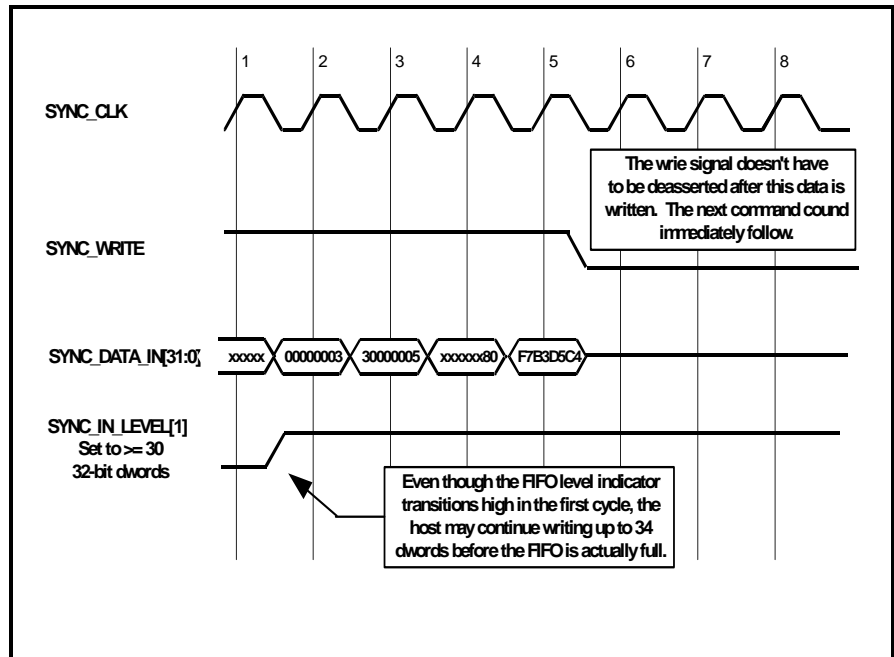 1 2 3 4 5 6 7 8
SYNC_CLK
The wrie signal doesn't have
to be deasserted after this data is
written. The next command cound
immediately follow.
SYNC_WRITE
SYNC_DATA_IN[31:0] xxxxx 00000003 30000005 xxxxxx80 F7B3D5C4
SYNC_IN_LEVEL[1]
Set to >= 30
32-bit dwords
Even though the FIFO level indicator
transitions high in the first cycle, the
host may continue writing up to 34
dwords before the FIFO is actually full.